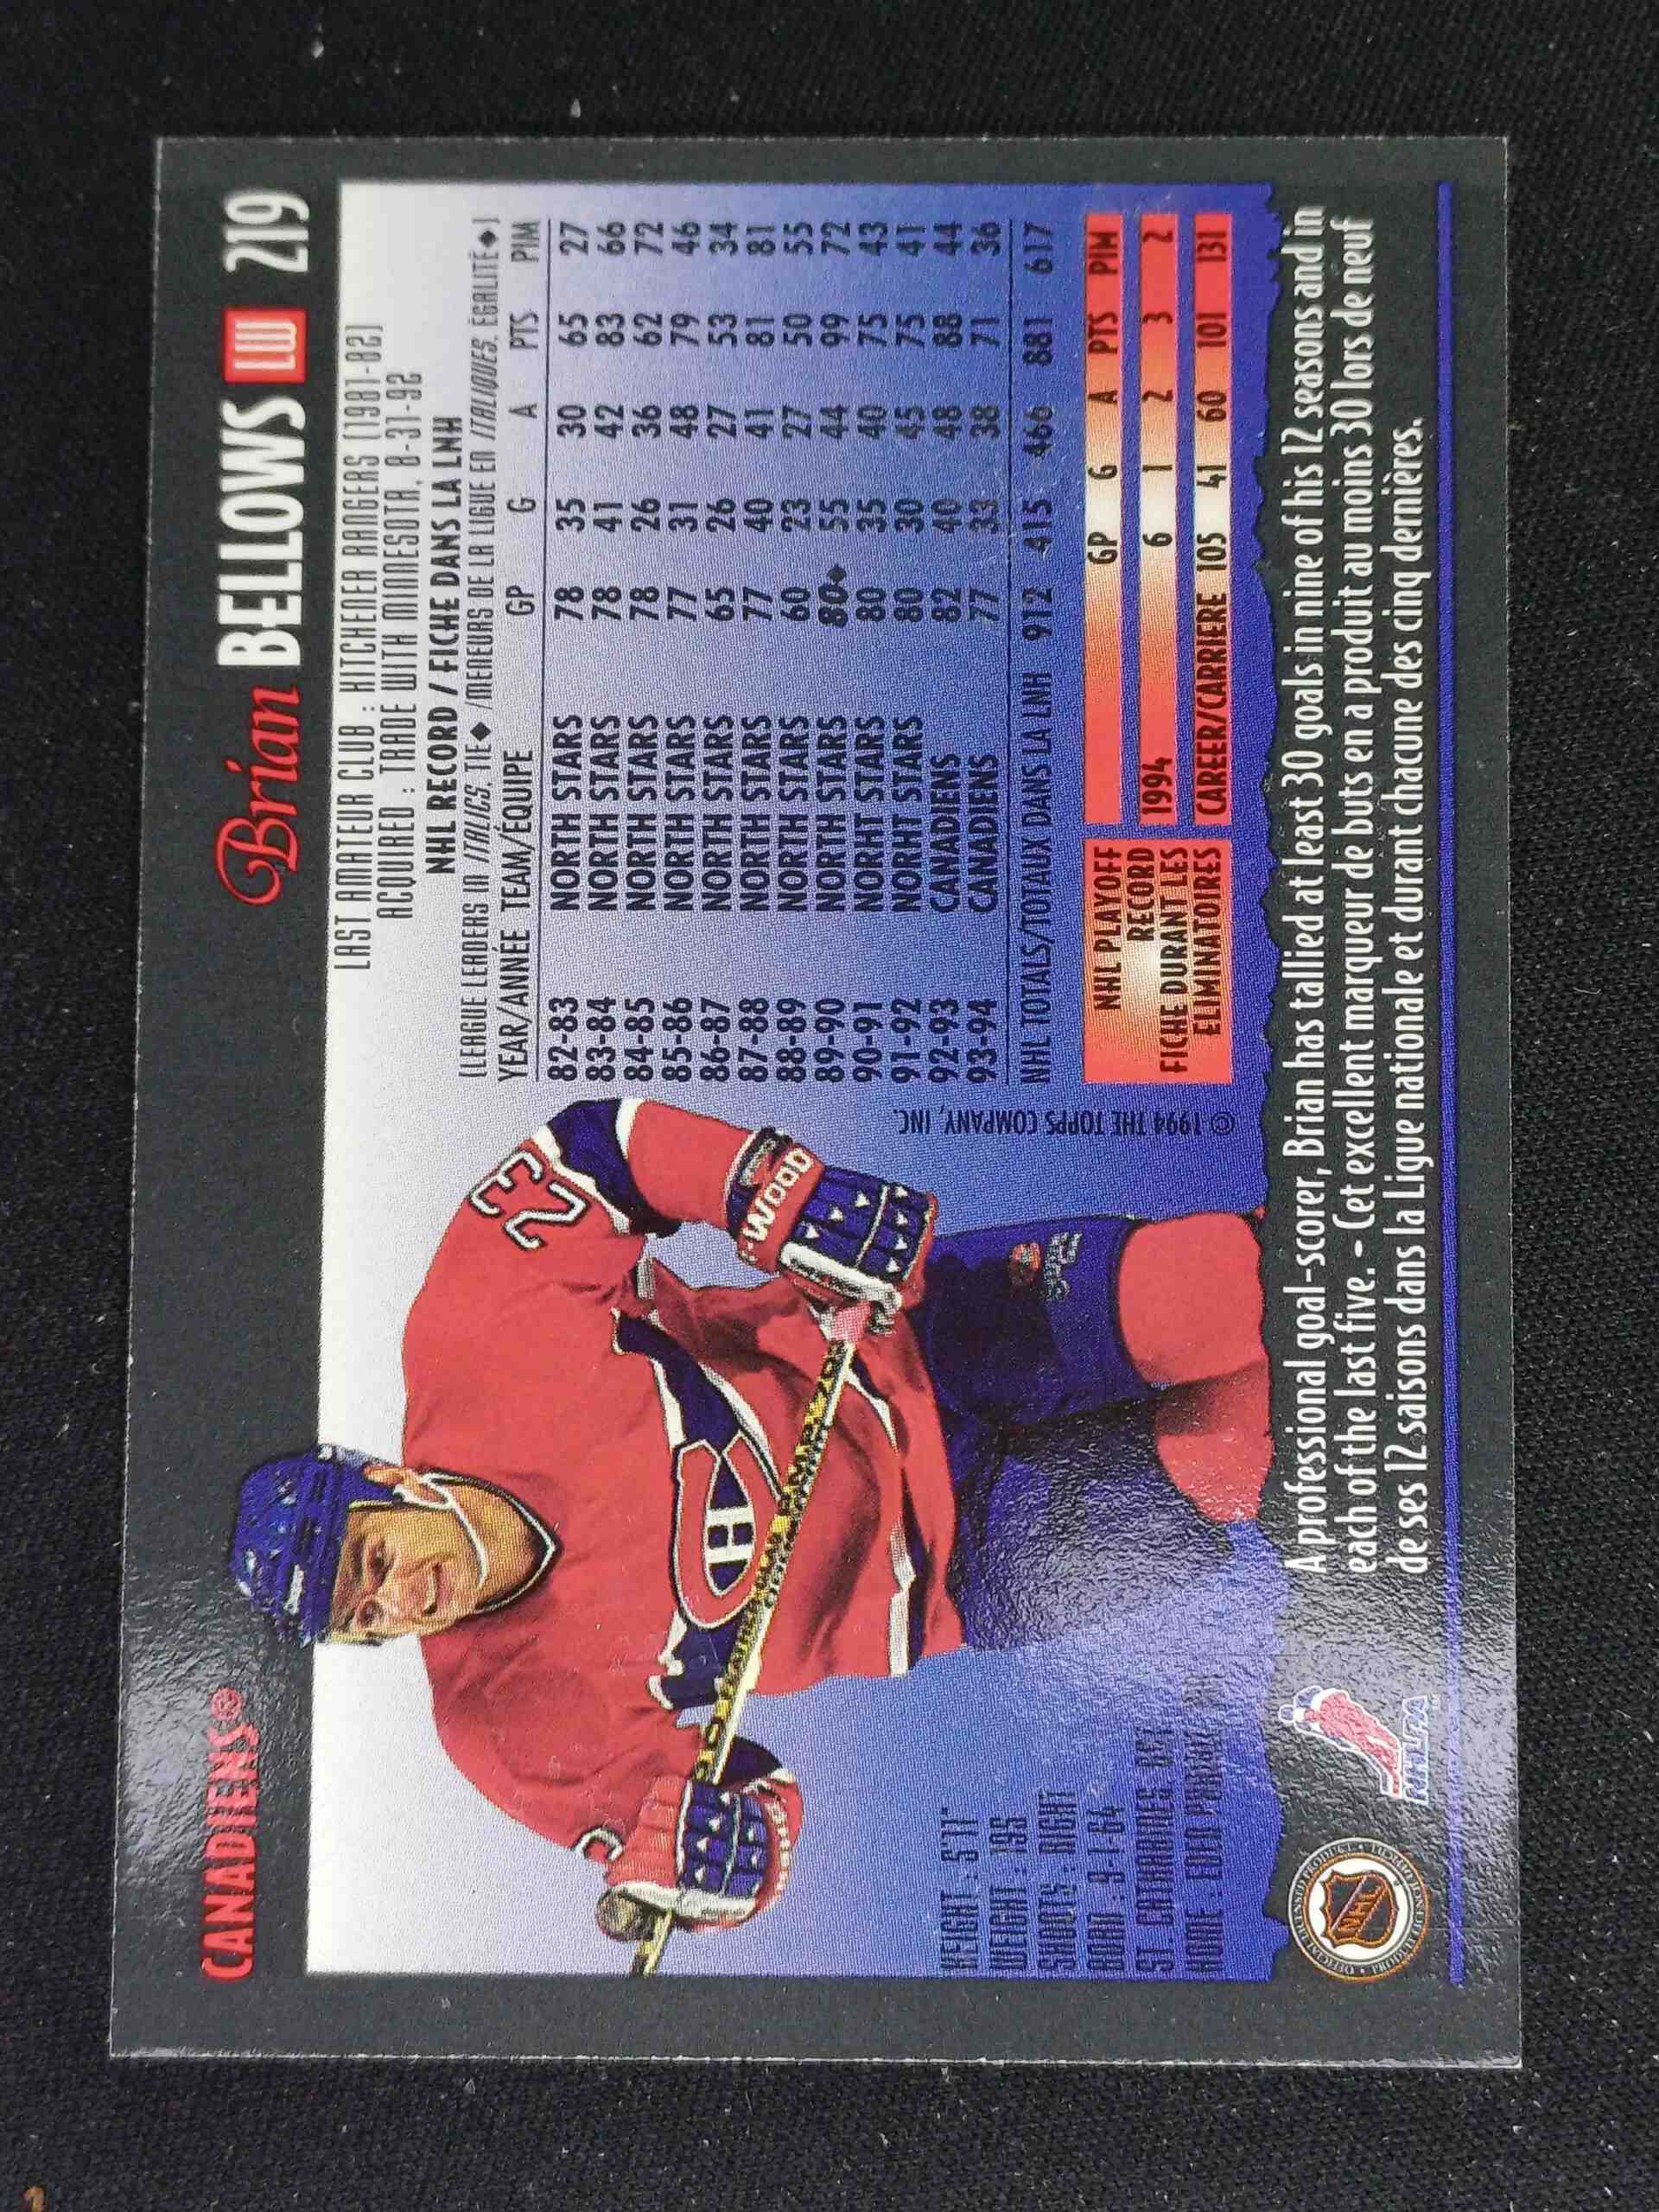 CANADIENS®
Brian BELLOWS LW 219
LAST AMATEUR CLUB : KITCHENER RANGERS (1981-82)
ACQUIRED : TRADE WITH MINNESOTA, 8-31-92
NHL RECORD / FICHE DANS LA LNH
(LEAGUE LEADERS IN ITALICS, TIE◆ /MENEURS DE LA LIGUE EN ITALIQUES, ÉGALITÉ◆)
YEAR/ANNÉE TEAM/ÉQUIPE GP G A PTS PIM
82-83 NORTH STARS 78 35 30 65 27
83-84 NORTH STARS 78 41 42 83 66
84-85 NORTH STARS 78 26 36 62 72
85-86 NORTH STARS 77 31 48 79 46
86-87 NORTH STARS 65 26 27 53 34
87-88 NORTH STARS 77 40 41 81 81
88-89 NORTH STARS 60 23 27 50 55
89-90 NORTH STARS 80◆ 55 44 99 72
90-91 NORHT STARS 80 35 40 75 43
91-92 NORHT STARS 80 30 45 75 41
92-93 CANADIENS 82 40 48 88 44
93-94 CANADIENS 77 33 38 71 36
NHL TOTALS/TOTAUX DANS LA LNH 912 415 466 881 617
NHL PLAYOFF
RECORD
FICHE DURANT LES
ELIMINATOIRES
GP G A PTS PIM
1994 6 1 2 3 2
CAREER/CARRIERE 105 41 60 101 131
© 1994 THE TOPPS COMPANY, INC.
23
WOOD
CH
HEIGHT : 5'11"
WEIGHT : 195
SHOOTS : RIGHT
BORN : 9-1-64
ST. CATHARINES,
HOME : EDEN PRAIRIE,
A professional goal-scorer, Brian has tallied at least 30 goals in nine of his 12 seasons and in
each of the last five. - Cet excellent marqueur de buts en a produit au moins 30 lors de neuf
de ses 12 saisons dans la Ligue nationale et durant chacune des cinq dernières.
NHL
NHLPA